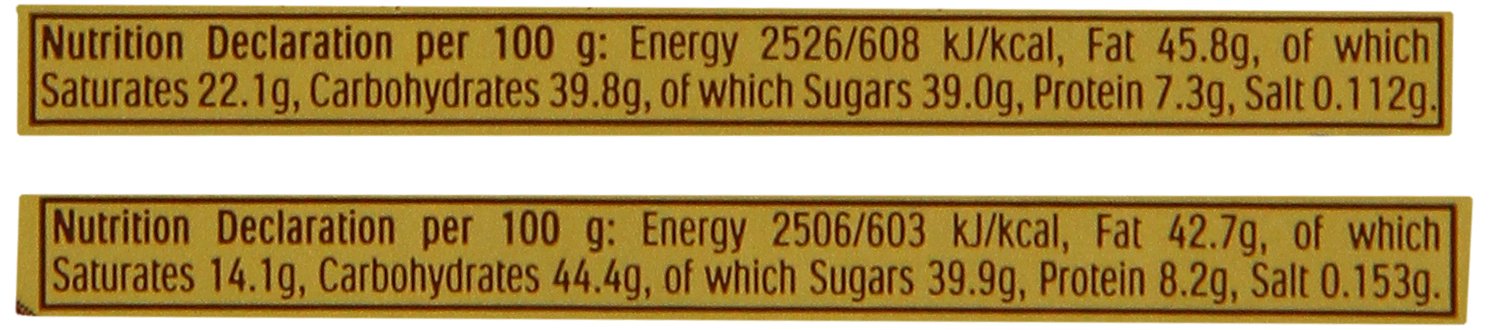 Nutrition Declaration per 100 g: Energy 2526/608 kJ/kcal, Fat 45.8g, of which
Saturates 22.1g, Carbohydrates 39.8g, of which Sugars 39.0g, Protein 7.3g, Salt 0.112g.
Nutrition Declaration per 100 g: Energy 2506/603 kJ/kcal, Fat 42.7g, of which
Saturates 14.1g, Carbohydrates 44.4g, of which Sugars 39.9g, Protein 8.2g, Salt 0.153g.